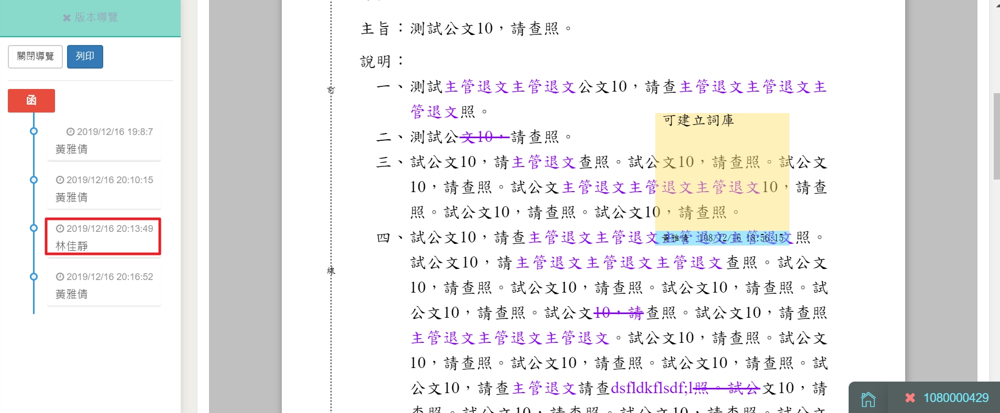 版本導覽
關閉導覽
列印
函
2019/12/16 19:8:7
黃雅倩
2019/12/16 20:10:15
黃雅倩
2019/12/16 20:13:49
林佳靜
2019/12/16 20:16:52
黃雅倩
訂
線
主旨：測試公文10，請查照。
說明：
一、測試主管退文主管退文公文10，請查主管退文主管退文主
管退文照。
二、測試公文10，請查照。
三、試公文10，請主管退文查照。試公文10，請查照。試公文
10，請查照。試公文主管退文主管退文主管退文10，請查
照。試公文10，請查照。試公文10，請查照。
四、試公文10，請查主管退文主管退文主管退文主管退文照。
試公文10，請主管退文主管退文主管退文查照。試公文
10，請查照。試公文10，請查照。試公文10，請查照。試
公文10，請查照。試公文10，請查照。試公文10，請查照
主管退文主管退文主管退文。試公文10，請查照。試公文
10，請查照。試公文10，請查照。試公文10，請查照。試
公文10，請查主管退文請查dsfldkflsdf;l照。試公文10，請
查照。試公文10，請查照。試公文10，請查照。試公文
可建立詞庫
黃雅倩 108/12/16 18:56:15
1080000429